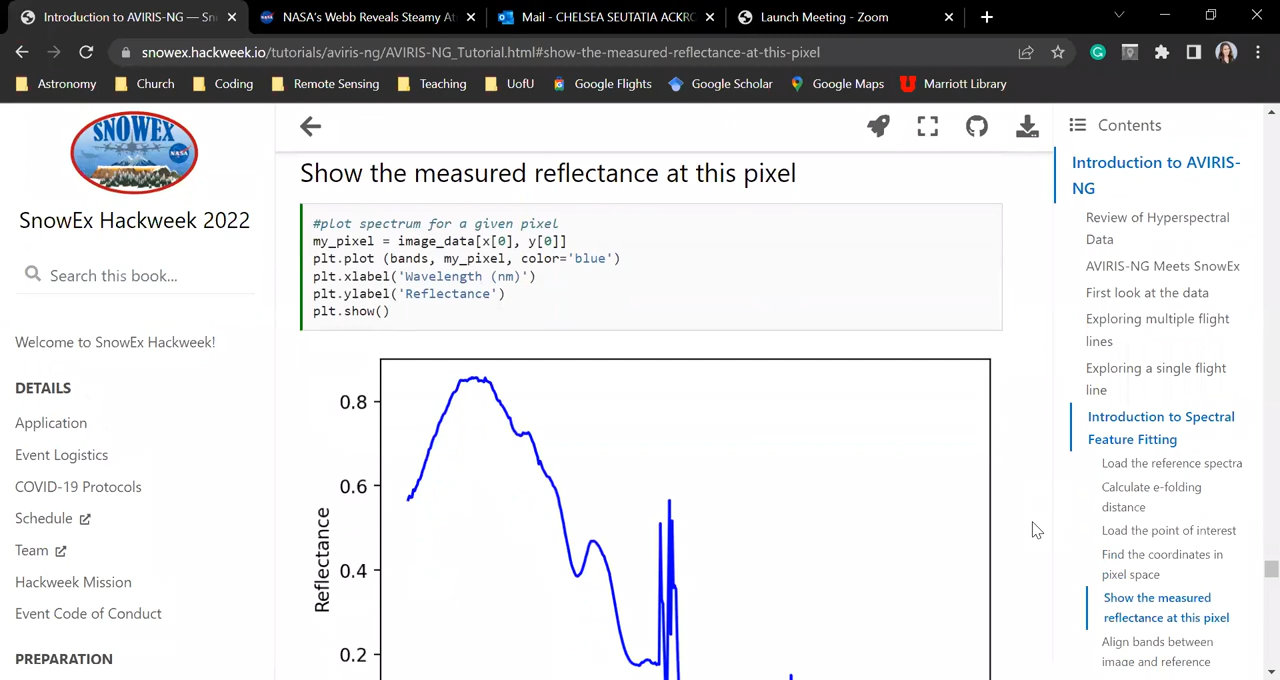 Introduction to AVIRIS-NG — Sn
NASA's Webb Reveals Steamy At
Mail - CHELSEA SEUTATIA ACKRO
Launch Meeting - Zoom
snowex.hackweek.io/tutorials/aviris-ng/AVIRIS-NG_Tutorial.html#show-the-measured-reflectance-at-this-pixel
Astronomy
Church
Coding
Remote Sensing
Teaching
UofU
Google Flights
Google Scholar
Google Maps
Marriott Library
SNOWEX
NASA
SnowEx Hackweek 2022
Search this book...
Welcome to SnowEx Hackweek!
DETAILS
Application
Event Logistics
COVID-19 Protocols
Schedule
Team
Hackweek Mission
Event Code of Conduct
PREPARATION
Show the measured reflectance at this pixel
#plot spectrum for a given pixel
my_pixel = image_data[x[0], y[0]]
plt.plot (bands, my_pixel, color='blue')
plt.xlabel('Wavelength (nm)')
plt.ylabel('Reflectance')
plt.show()
0.8
0.6
0.4
0.2
Reflectance
Contents
Introduction to AVIRIS-
NG
Review of Hyperspectral
Data
AVIRIS-NG Meets SnowEx
First look at the data
Exploring multiple flight
lines
Exploring a single flight
line
Introduction to Spectral
Feature Fitting
Load the reference spectra
Calculate e-folding
distance
Load the point of interest
Find the coordinates in
pixel space
Show the measured
reflectance at this pixel
Align bands between
image and reference